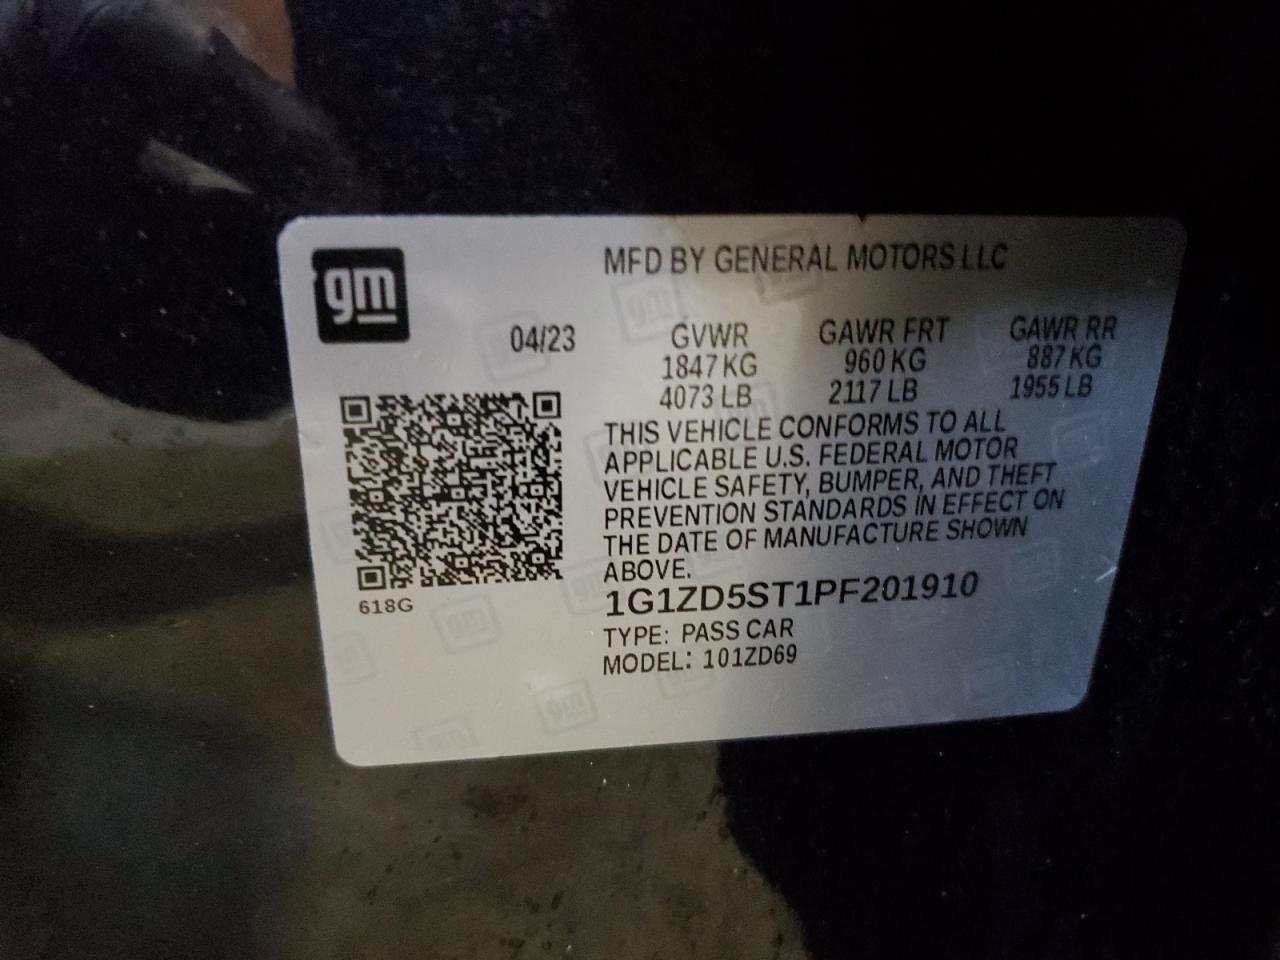 gm
MFD BY GENERAL MOTORS LLC
04/23
GVWR GAWR FRT GAWR RR
1847 KG 960 KG 887 KG
4073 LB 2117 LB 1955 LB
THIS VEHICLE CONFORMS TO ALL
APPLICABLE U.S. FEDERAL MOTOR
VEHICLE SAFETY, BUMPER, AND THEFT
PREVENTION STANDARDS IN EFFECT ON
THE DATE OF MANUFACTURE SHOWN
ABOVE.
1G1ZD5ST1PF201910
618G
TYPE: PASS CAR
MODEL: 101ZD69